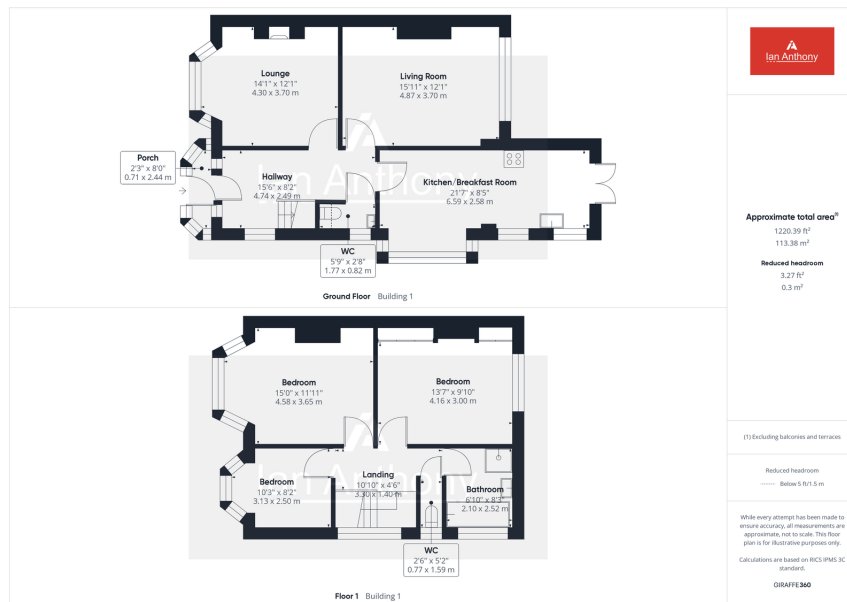 Lounge
14'1" x 12'1"
4.30 x 3.70 m
Living Room
15'11" x 12'1"
4.87 x 3.70 m
Porch
2'3" x 8'0"
0.71 x 2.44 m
Hallway
15'6" x 8'2"
4.74 x 2.49 m
Kitchen/Breakfast Room
21'7" x 8'5"
6.59 x 2.58 m
WC
5'9" x 2'8"
1.77 x 0.82 m
Ian Anthony
Ground Floor Building 1
Bedroom
15'0" x 11'11"
4.58 x 3.65 m
Bedroom
13'7" x 9'10"
4.16 x 3.00 m
Bedroom
10'3" x 8'2"
3.13 x 2.50 m
Landing
10'10" x 4'6"
3.30 x 1.40 m
Bathroom
6'10" x 8'3"
2.10 x 2.52 m
WC
2'6" x 5'2"
0.77 x 1.59 m
Ian Anthony
Floor 1 Building 1
Ian Anthony
Approximate total area(1)
1220.39 ft²
113.38 m²
Reduced headroom
3.27 ft²
0.3 m²
(1) Excluding balconies and terraces
Reduced headroom
Below 5 ft/1.5 m
While every attempt has been made to
ensure accuracy, all measurements are
approximate, not to scale. This floor
plan is for illustrative purposes only.
Calculations are based on RICS IPMS 3C
standard.
GIRAFFE360